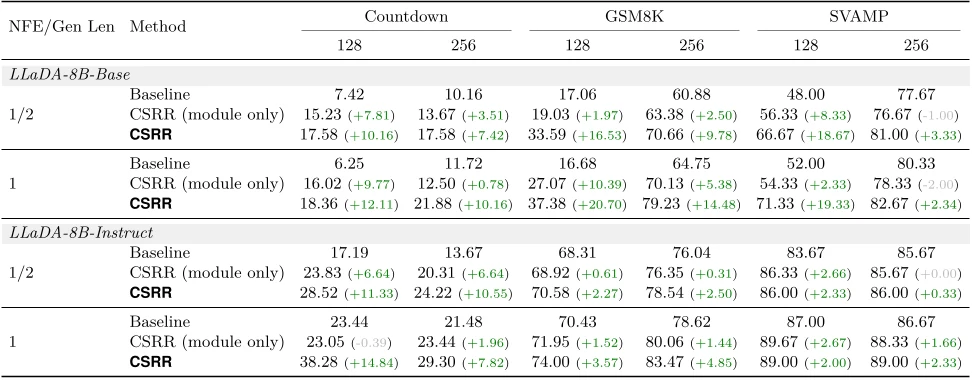 NFE/Gen Len Method Countdown GSM8K SVAMP
128 256 128 256 128 256
LLaDA-8B-Base
Baseline 7.42 10.16 17.06 60.88 48.00 77.67
1/2 CSRR (module only) 15.23 (+7.81) 13.67 (+3.51) 19.03 (+1.97) 63.38 (+2.50) 56.33 (+8.33) 76.67 (-1.00)
CSRR 17.58 (+10.16) 17.58 (+7.42) 33.59 (+16.53) 70.66 (+9.78) 66.67 (+18.67) 81.00 (+3.33)
Baseline 6.25 11.72 16.68 64.75 52.00 80.33
1 CSRR (module only) 16.02 (+9.77) 12.50 (+0.78) 27.07 (+10.39) 70.13 (+5.38) 54.33 (+2.33) 78.33 (-2.00)
CSRR 18.36 (+12.11) 21.88 (+10.16) 37.38 (+20.70) 79.23 (+14.48) 71.33 (+19.33) 82.67 (+2.34)
LLaDA-8B-Instruct
Baseline 17.19 13.67 68.31 76.04 83.67 85.67
1/2 CSRR (module only) 23.83 (+6.64) 20.31 (+6.64) 68.92 (+0.61) 76.35 (+0.31) 86.33 (+2.66) 85.67 (+0.00)
CSRR 28.52 (+11.33) 24.22 (+10.55) 70.58 (+2.27) 78.54 (+2.50) 86.00 (+2.33) 86.00 (+0.33)
Baseline 23.44 21.48 70.43 78.62 87.00 86.67
1 CSRR (module only) 23.05 (-0.39) 23.44 (+1.96) 71.95 (+1.52) 80.06 (+1.44) 89.67 (+2.67) 88.33 (+1.66)
CSRR 38.28 (+14.84) 29.30 (+7.82) 74.00 (+3.57) 83.47 (+4.85) 89.00 (+2.00) 89.00 (+2.33)